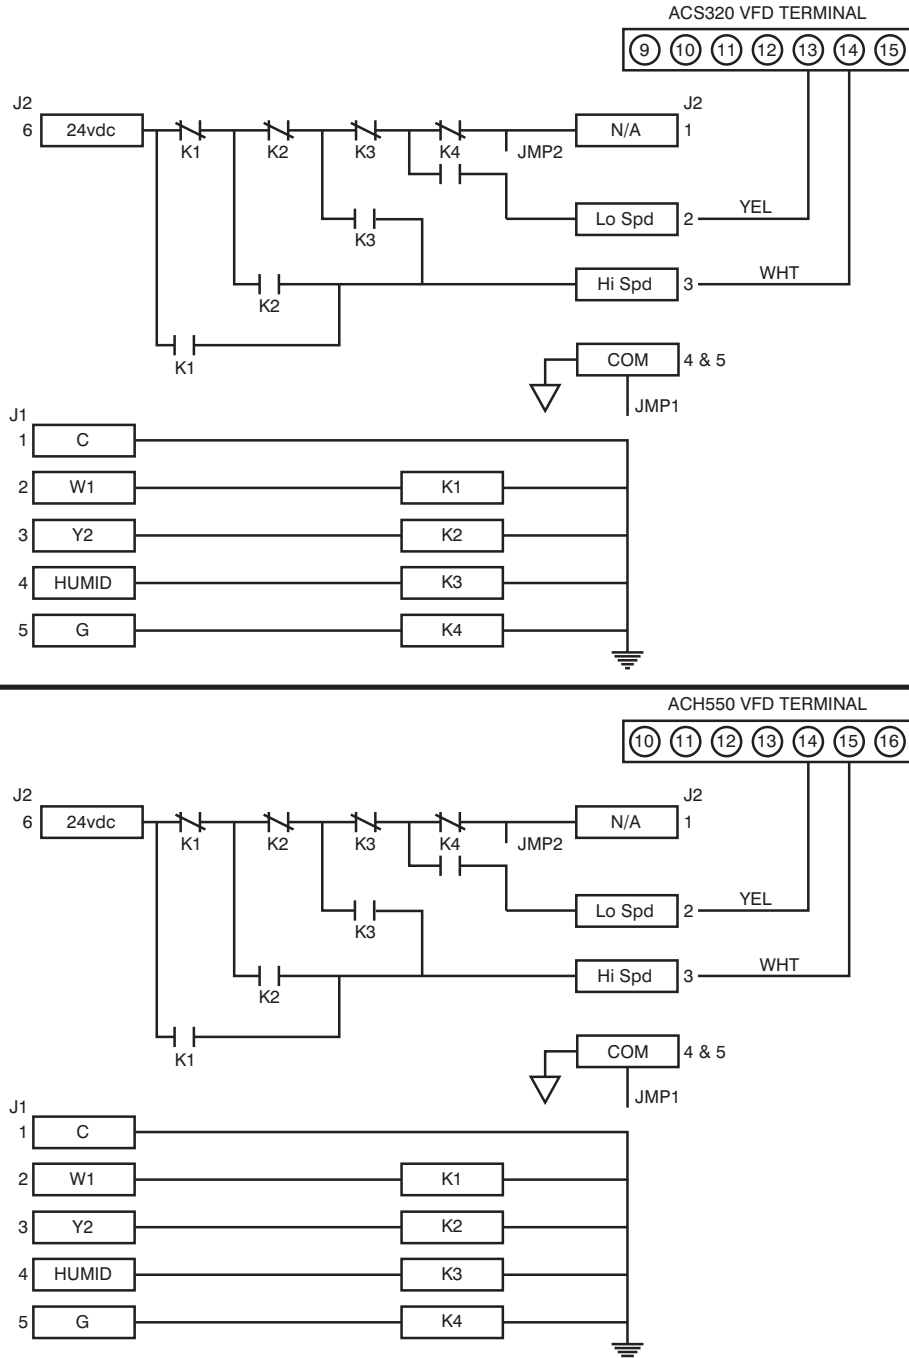 ACS320 VFD TERMINAL
9 10 11 12 13 14 15
J2 J2
6 24vdc N/A 1
K1 K2 K3 K4 JMP2
YEL
Lo Spd 2
K3
WHT
Hi Spd 3
K2
COM 4 & 5
K1
JMP1
J1
1 C
2 W1 K1
3 Y2 K2
4 HUMID K3
5 G K4
ACH550 VFD TERMINAL
10 11 12 13 14 15 16
J2 J2
6 24vdc N/A 1
K1 K2 K3 K4 JMP2
YEL
Lo Spd 2
K3
WHT
Hi Spd 3
K2
COM 4 & 5
K1
JMP1
J1
1 C
2 W1 K1
3 Y2 K2
4 HUMID K3
5 G K4